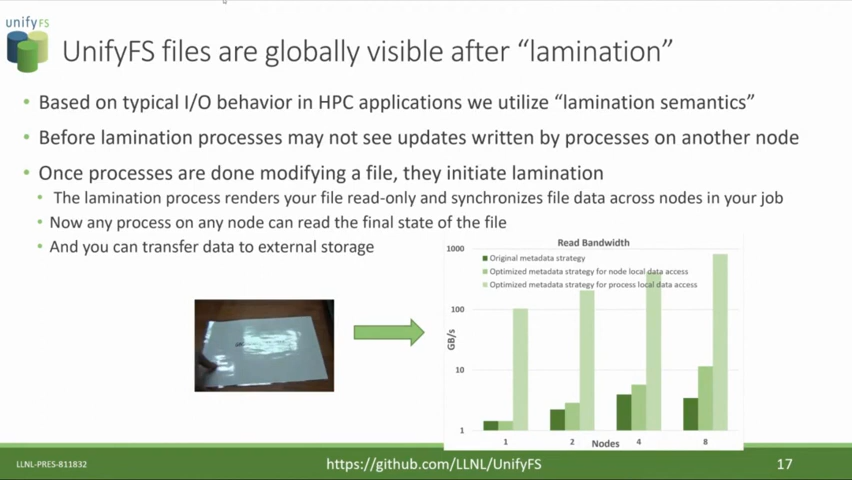 unify FS
UnifyFS files are globally visible after “lamination”
• Based on typical I/O behavior in HPC applications we utilize “lamination semantics”
• Before lamination processes may not see updates written by processes on another node
• Once processes are done modifying a file, they initiate lamination
• The lamination process renders your file read-only and synchronizes file data across nodes in your job
• Now any process on any node can read the final state of the file
• And you can transfer data to external storage
Read Bandwidth
Original metadata strategy
Optimized metadata strategy for node local data access
Optimized metadata strategy for process local data access
GB/s
1000
100
10
1
1 2 4 8
Nodes
LLNL-PRES-811832
https://github.com/LLNL/UnifyFS
17